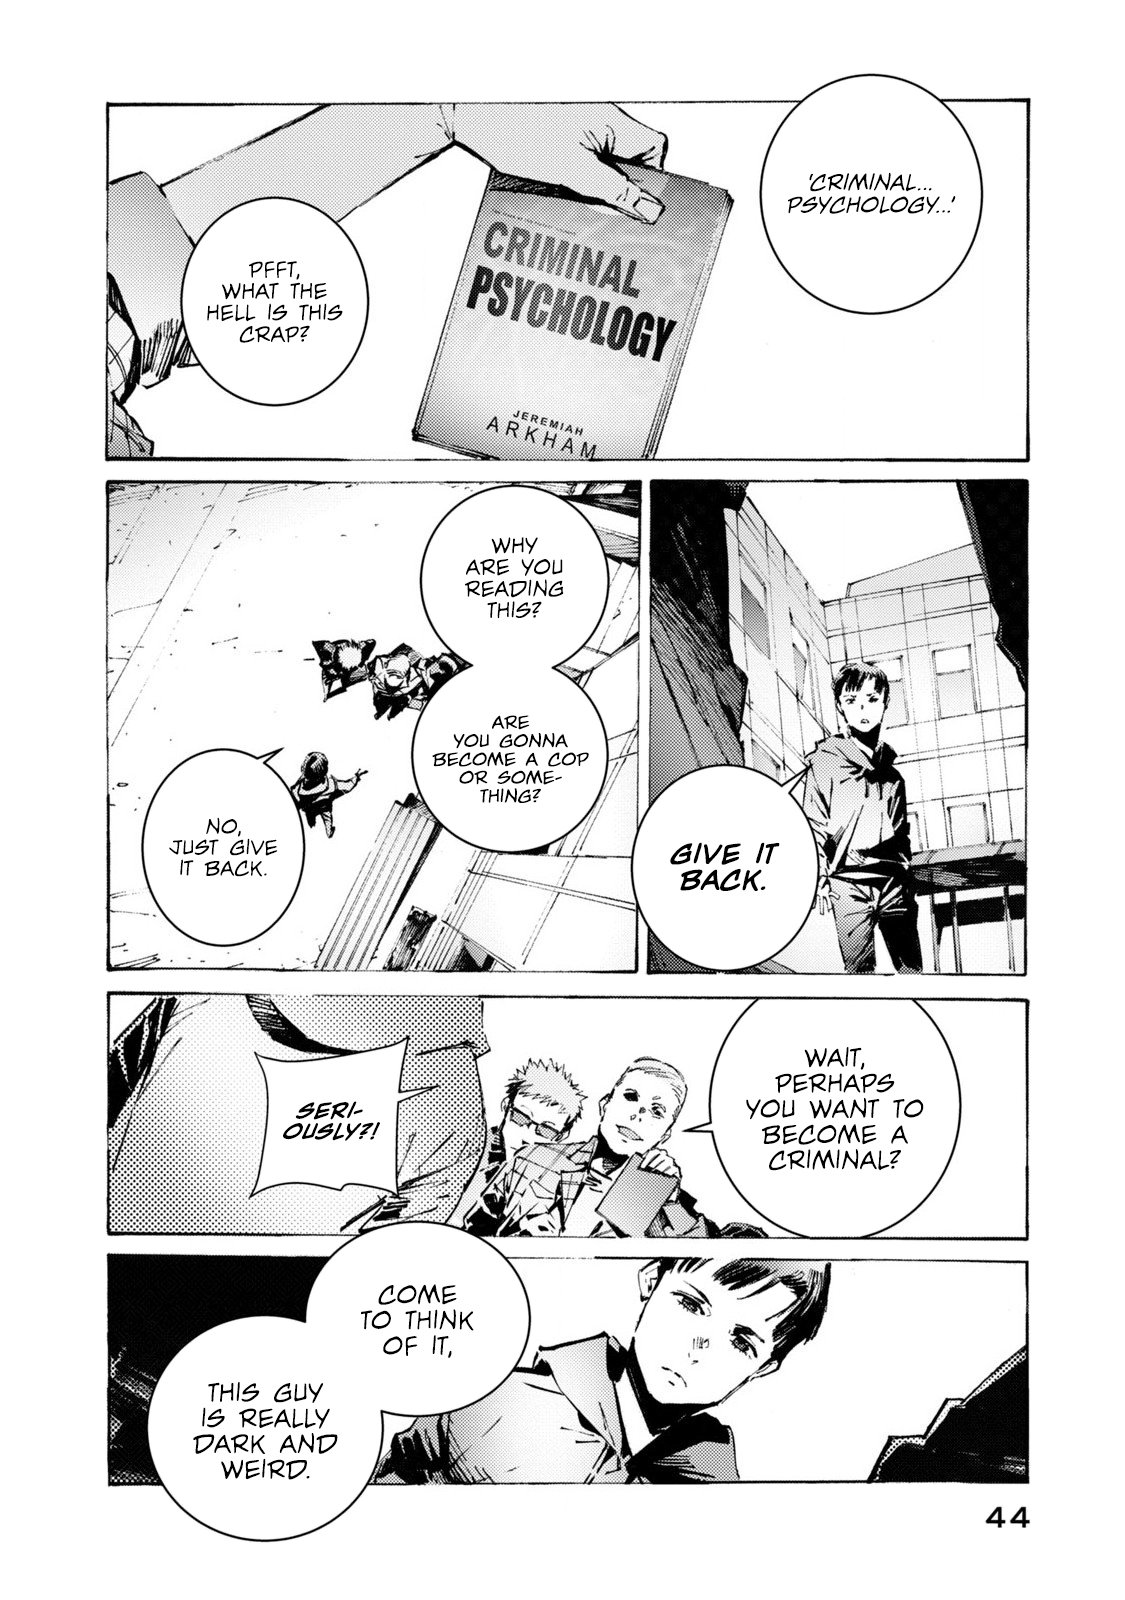 'CRIMINAL...
PSYCHOLOGY...'
PFFT,
WHAT THE
HELL IS THIS
CRAP?
CRIMINAL
PSYCHOLOGY
JEREMIAH
ARKHAM
GIVE IT
BACK.
WHY
ARE YOU
READING
THIS?
ARE
YOU GONNA
BECOME A COP
OR SOME-
THING?
NO,
JUST GIVE
IT BACK.
WAIT,
PERHAPS
YOU WANT TO
BECOME A
CRIMINAL?
SERI-
OUSLY?!
COME
TO THINK
OF IT,
THIS GUY
IS REALLY
DARK AND
WEIRD.
44